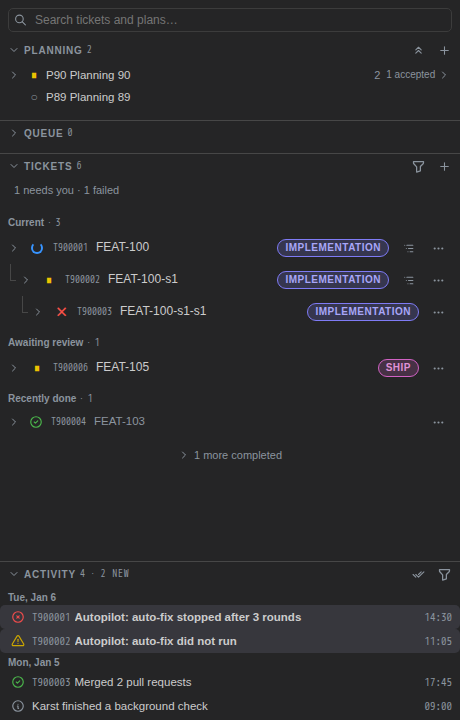 Search tickets and plans…
PLANNING 2
P90 Planning 90 2 1 accepted
P89 Planning 89
QUEUE 0
TICKETS 6
1 needs you · 1 failed
Current · 3
T900001 FEAT-100 IMPLEMENTATION
T900002 FEAT-100-s1 IMPLEMENTATION
T900003 FEAT-100-s1-s1 IMPLEMENTATION
Awaiting review · 1
T900006 FEAT-105 SHIP
Recently done · 1
T900004 FEAT-103
1 more completed
ACTIVITY 4 · 2 NEW
Tue, Jan 6
T900001 Autopilot: auto-fix stopped after 3 rounds 14:30
T900002 Autopilot: auto-fix did not run 11:05
Mon, Jan 5
T900003 Merged 2 pull requests 17:45
Karst finished a background check 09:00